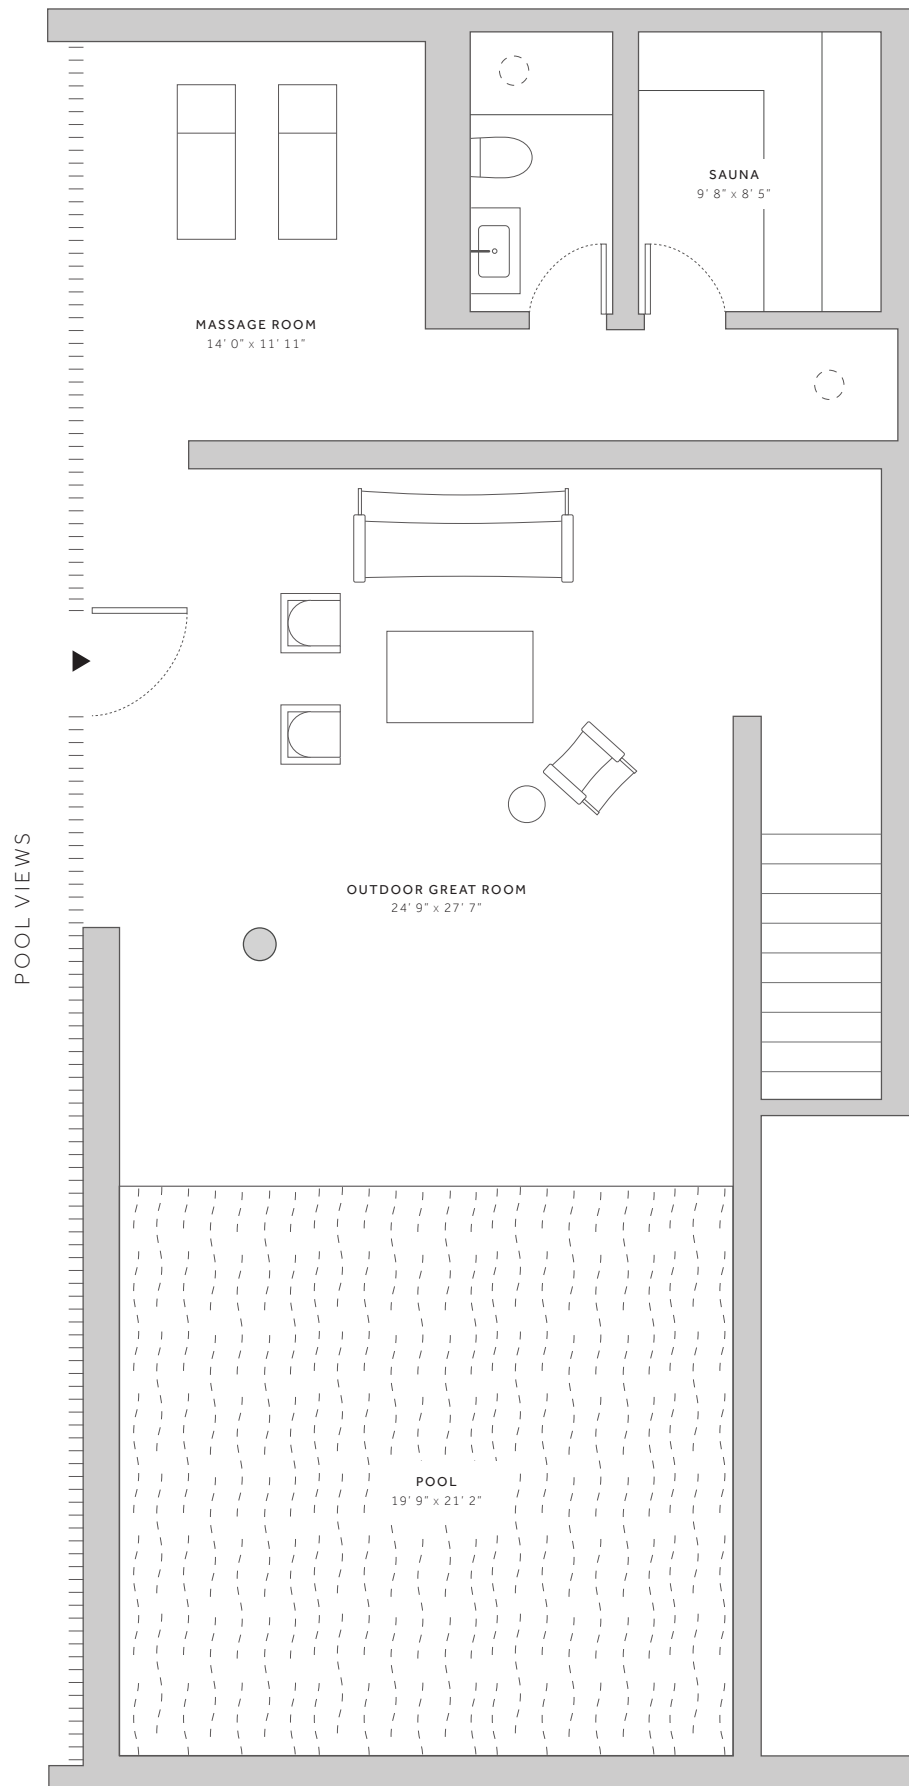 SAUNA
9' 8" x 8' 5"
MASSAGE ROOM
14' 0" x 11' 11"
POOL VIEWS
OUTDOOR GREAT ROOM
24' 9" x 27' 7"
POOL
19' 9" x 21' 2"